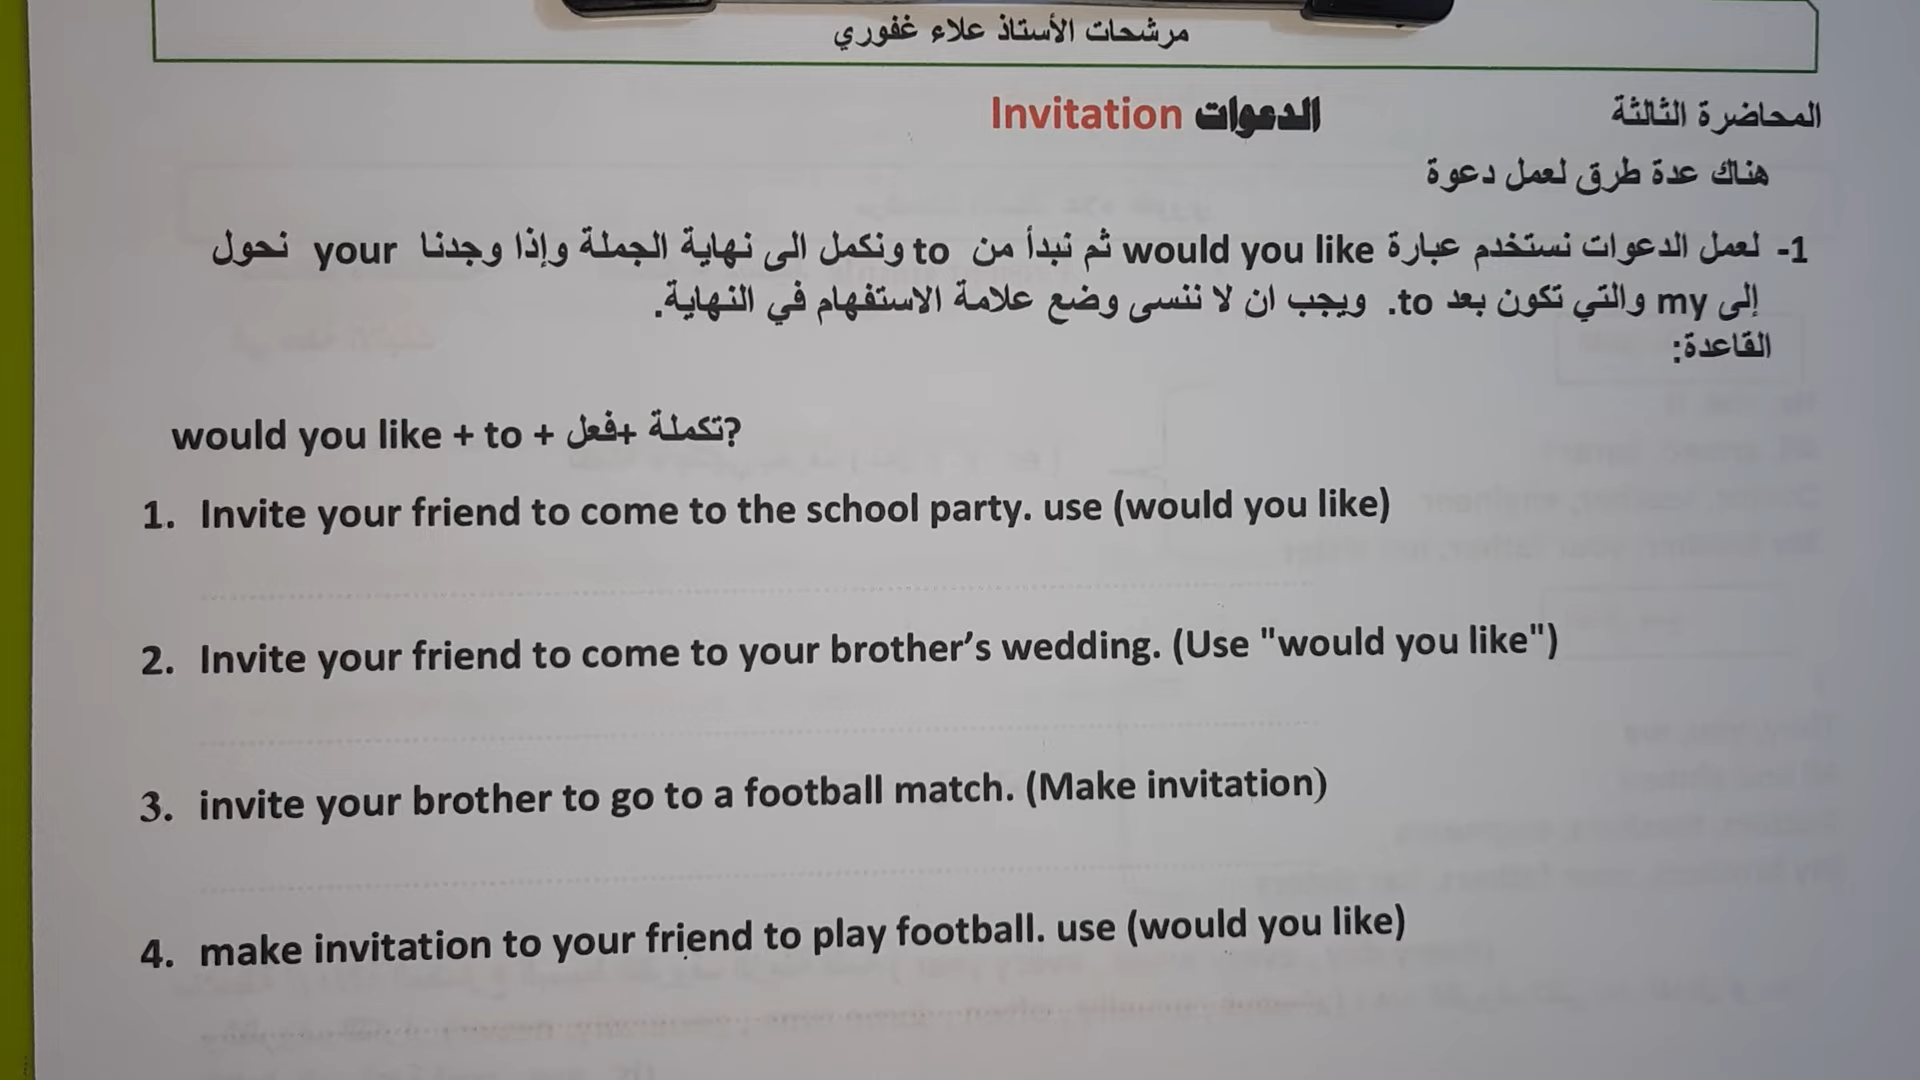 مرشحات الأستاذ علاء غفوري
المحاضرة الثالثة
الدعوات Invitation
هناك عدة طرق لعمل دعوة
1- لعمل الدعوات نستخدم عبارة would you like ثم نبدأ من to ونكمل الى نهاية الجملة وإذا وجدنا your نحول
إلى my والتي تكون بعد to. ويجب ان لا ننسى وضع علامة الاستفهام في النهاية.
القاعدة:
would you like + to + فعل+ تكملة?
1. Invite your friend to come to the school party. use (would you like)
2. Invite your friend to come to your brother’s wedding. (Use "would you like")
3. invite your brother to go to a football match. (Make invitation)
4. make invitation to your friend to play football. use (would you like)